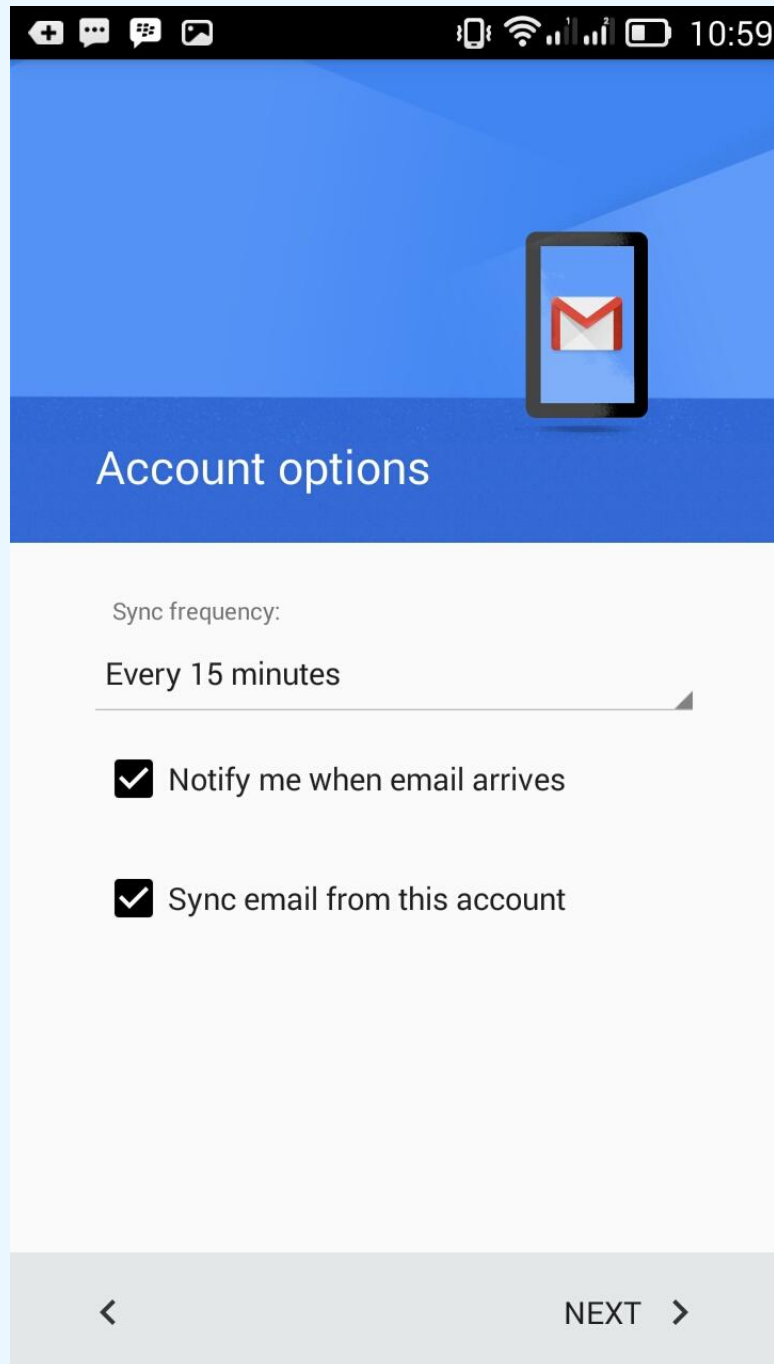 10:59
Account options
Sync frequency:
Every 15 minutes
Notify me when email arrives
Sync email from this account
NEXT